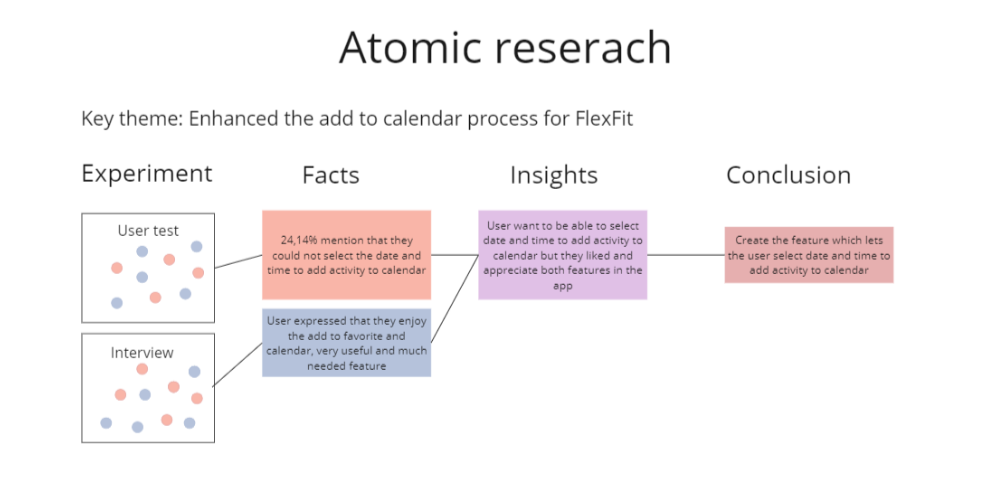 Atomic reserach
Key theme: Enhanced the add to calendar process for FlexFit
Experiment
Facts
Insights
Conclusion
User test
24,14% mention that they
could not select the date and
time to add activity to calendar
User want to be able to select
date and time to add activity to
calendar but they liked and
appreciate both features in the
app
Create the feature which lets
the user select date and time to
add activity to calendar
Interview
User expressed that they enjoy
the add to favorite and
calendar, very useful and much
needed feature